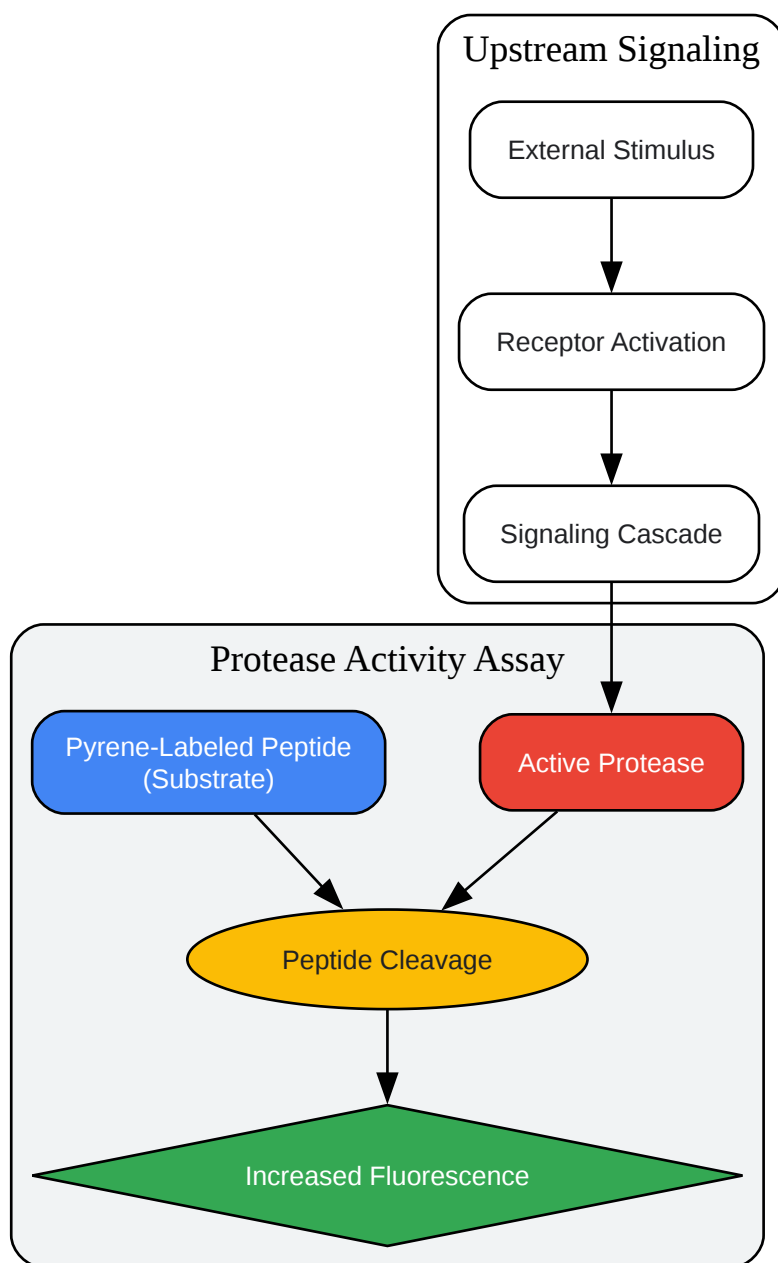 Upstream Signaling
External Stimulus
Receptor Activation
Signaling Cascade
Protease Activity Assay
Pyrene-Labeled Peptide
(Substrate)
Active Protease
Peptide Cleavage
Increased Fluorescence